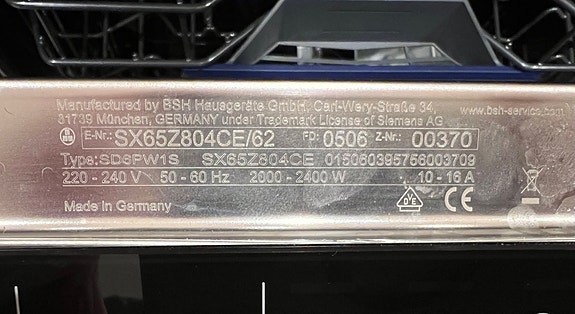 Manufactured by BSH Hausgeräte GmbH, Carl-Wery-Straße 34,
81739 München, GERMANY under Trademark License of Siemens AG
www.bsh-service.com
E-Nr.: SX65Z804CE/62 FD: 0506 Z-Nr.: 00370
Type: SD6PW1S SX65Z804CE 015060395756003709
220 - 240 V 50 - 60 Hz 2000 - 2400 W 10 - 16 A
Made in Germany